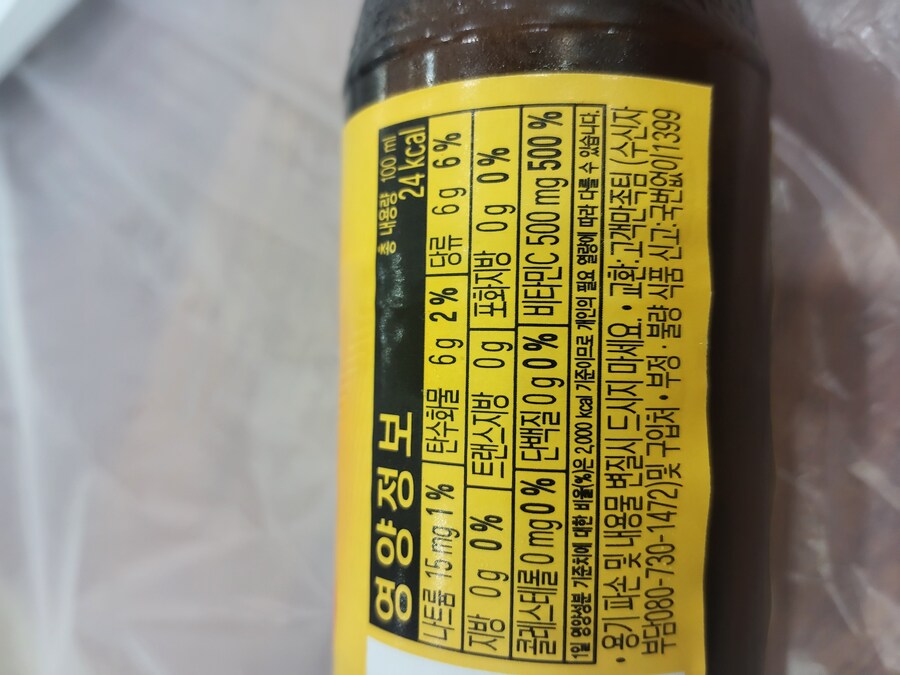 영양정보 총 내용량 100 ml
24 kcal
나트륨 15 mg 1 % 탄수화물 6 g 2 % 당류 6 g 6 %
지방 0 g 0 % 트랜스지방 0 g 포화지방 0 g 0 %
콜레스테롤 0 mg 0 % 단백질 0 g 0 % 비타민C 500 mg 500 %
1일 영양성분 기준치에 대한 비율(%)은 2,000 kcal 기준이므로 개인의 필요 열량에 따라 다를 수 있습니다.
• 용기 파손 및 내용물 변질시 드시지 마세요. • 교환:고객만족팀 (수신자
부담080-730-1472)및 구입처 • 부정 · 불량 식품 신고:국번없이1399